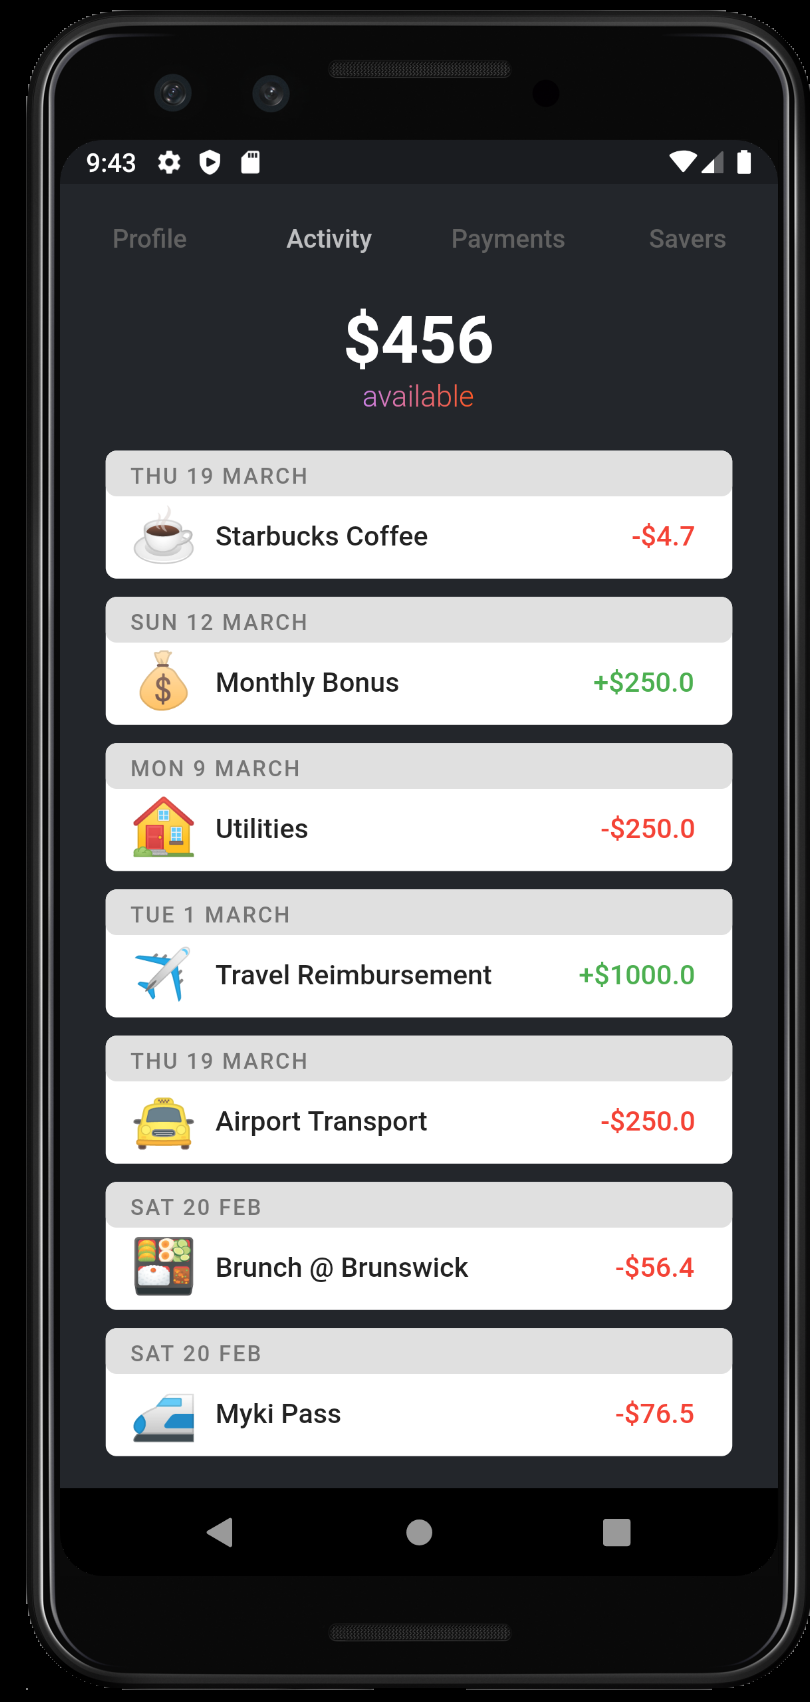 9:43
Profile Activity Payments Savers
$456
available
THU 19 MARCH
Starbucks Coffee -$4.7
SUN 12 MARCH
$ Monthly Bonus +$250.0
MON 9 MARCH
Utilities -$250.0
TUE 1 MARCH
Travel Reimbursement +$1000.0
THU 19 MARCH
Airport Transport -$250.0
SAT 20 FEB
Brunch @ Brunswick -$56.4
SAT 20 FEB
Myki Pass -$76.5